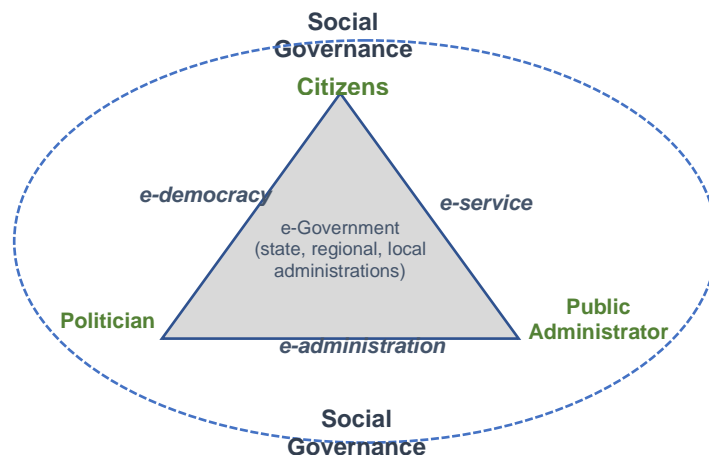 Social
Governance
Citizens
e-democracy
e-service
e-Government
(state, regional, local
administrations)
Politician
Public
Administrator
e-administration
Social
Governance